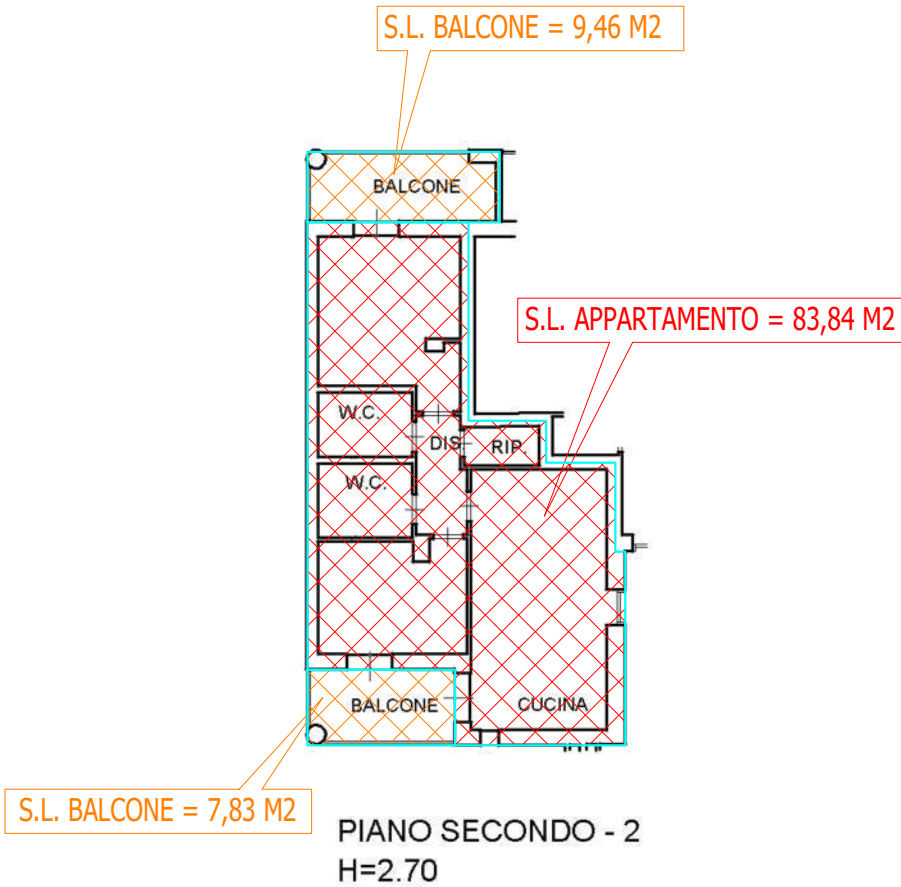 S.L. BALCONE = 9,46 M2
BALCONE
S.L. APPARTAMENTO = 83,84 M2
W.C.
DIS.
RIP.
W.C.
BALCONE
CUCINA
S.L. BALCONE = 7,83 M2
PIANO SECONDO - 2
H=2.70